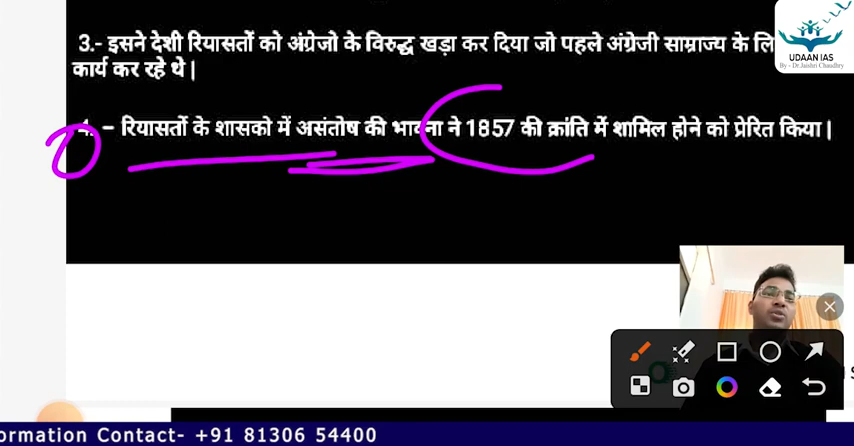 3.- इसने देशी रियासतों को अंग्रेजो के विरुद्ध खड़ा कर दिया जो पहले अंग्रेजी साम्राज्य के लि
कार्य कर रहे थे |
4. – रियासतों के शासको में असंतोष की भावना ने 1857 की क्रांति में शामिल होने को प्रेरित किया |
UDAAN IAS
By - Dr.Jaishri Chaudhry
ormation Contact- +91 81306 54400